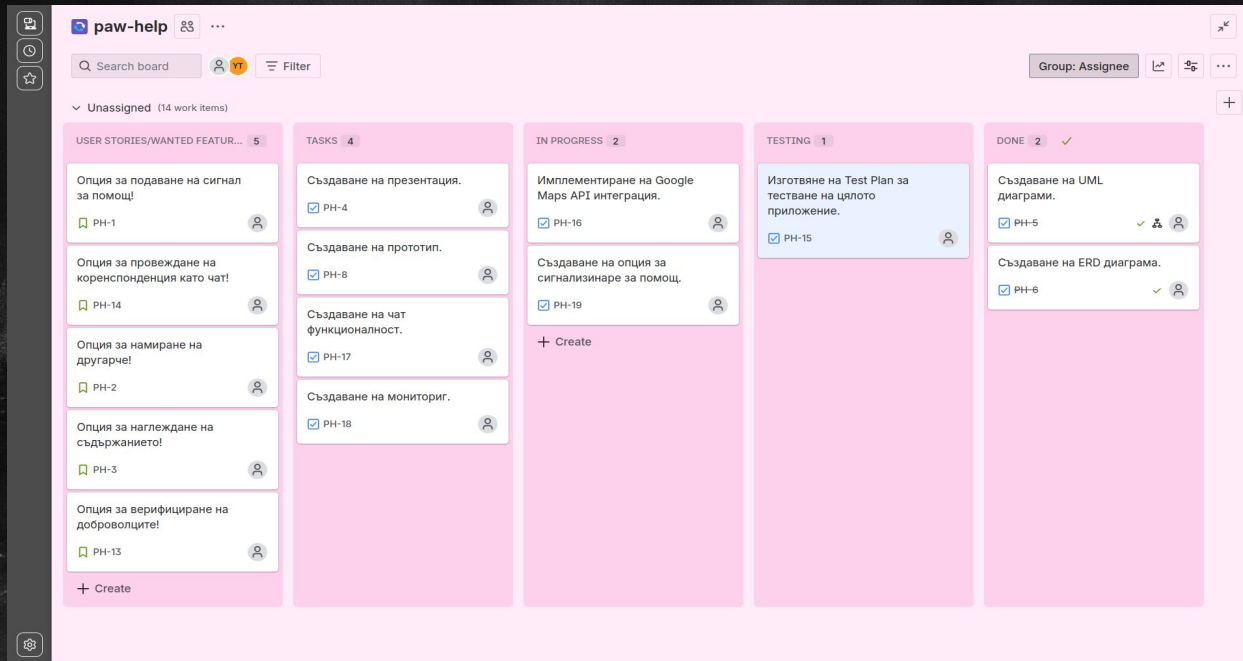 paw-help
Search board
YT
Filter
Group: Assignee
Unassigned (14 work items)
USER STORIES/WANTED FEATUR... 5
Опция за подаване на сигнал
за помощ!
PH-1
Опция за провеждане на
коренспонденция като чат!
PH-14
Опция за намиране на
другарче!
PH-2
Опция за наглеждане на
съдържанието!
PH-3
Опция за верифициране на
доброволците!
PH-13
Create
TASKS 4
Създаване на презентация.
PH-4
Създаване на прототип.
PH-8
Създаване на чат
функционалност.
PH-17
Създаване на мониториг.
PH-18
IN PROGRESS 2
Имплементиране на Google
Maps API интеграция.
PH-16
Създаване на опция за
сигнализинаре за помощ.
PH-19
Create
TESTING 1
Изготвяне на Test Plan за
тестване на цялото
приложение.
PH-15
DONE 2
Създаване на UML
диаграми.
PH-5
Създаване на ERD диаграма.
PH-6